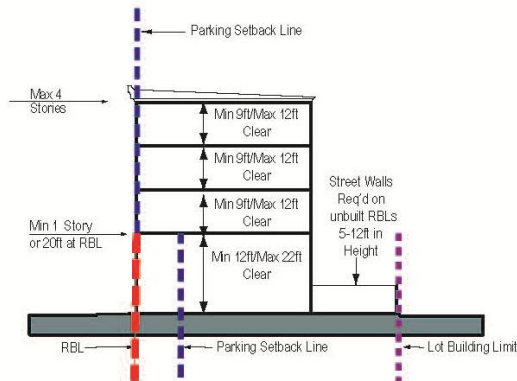 Parking Setback Line
Max 4
Stories
Min 9ft/Max 12ft
Clear
Min 9ft/Max 12ft
Clear
Min 9ft/Max 12ft
Clear
Street Walls
Req'd on
unbuilt RBLs
5-12ft in
Height
Min 1 Story
or 20ft at RBL
Min 12ft/Max 22ft
Clear
RBL
Parking Setback Line
Lot Building Limit